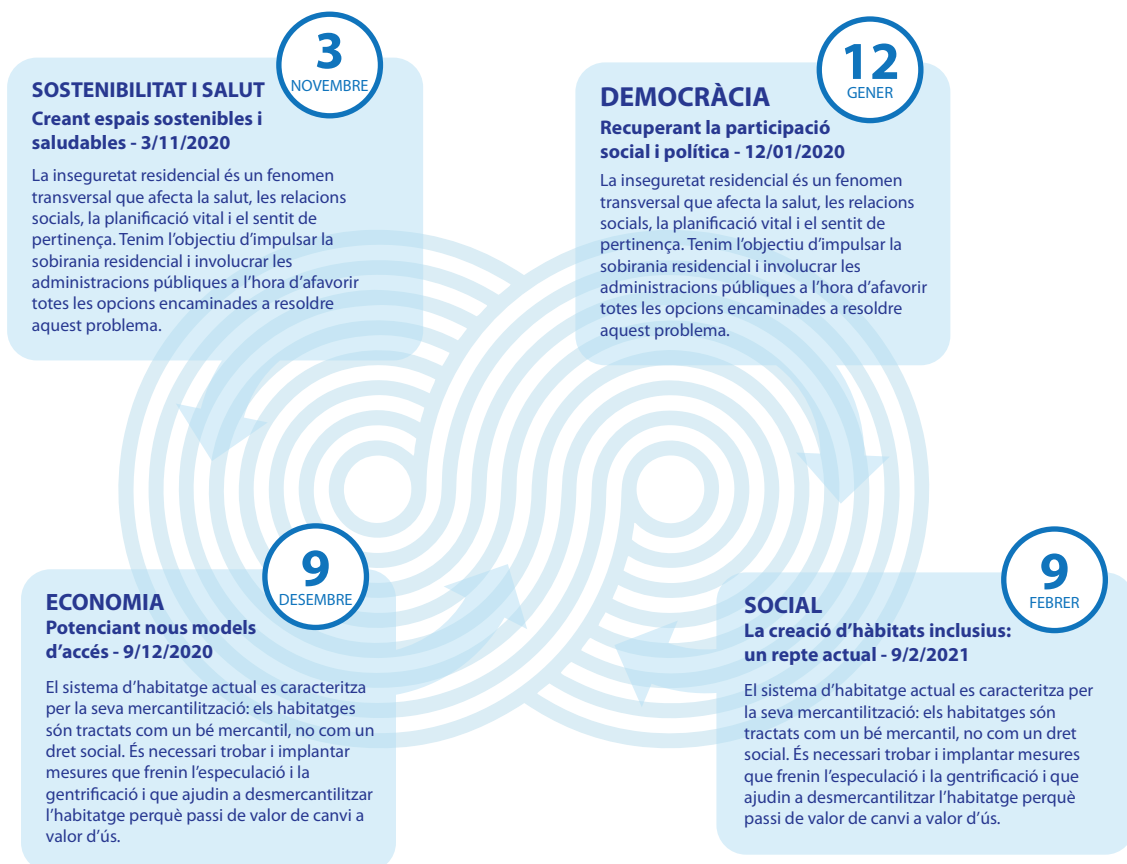 3
NOVEMBRE
SOSTENIBILITAT I SALUT
Creant espais sostenibles i
saludables - 3/11/2020
La inseguretat residencial és un fenomen
transversal que afecta la salut, les relacions
socials, la planificació vital i el sentit de
pertinença. Tenim l'objectiu d'impulsar la
sobirania residencial i involucrar les
administracions públiques a l'hora d'afavorir
totes les opcions encaminades a resoldre
aquest problema.
12
GENER
DEMOCRÀCIA
Recuperant la participació
social i política - 12/01/2020
La inseguretat residencial és un fenomen
transversal que afecta la salut, les relacions
socials, la planificació vital i el sentit de
pertinença. Tenim l'objectiu d'impulsar la
sobirania residencial i involucrar les
administracions públiques a l'hora d'afavorir
totes les opcions encaminades a resoldre
aquest problema.
9
DESEMBRE
ECONOMIA
Potenciant nous models
d'accés - 9/12/2020
El sistema d'habitatge actual es caracteritza
per la seva mercantilització: els habitatges
són tractats com un bé mercantil, no com un
dret social. És necessari trobar i implantar
mesures que frenin l'especulació i la
gentrificació i que ajudin a desmercantilitzar
l'habitatge perquè passi de valor de canvi a
valor d'ús.
9
FEBRER
SOCIAL
La creació d'hàbitats inclusius:
un repte actual - 9/2/2021
El sistema d'habitatge actual es caracteritza per
la seva mercantilització: els habitatges són
tractats com un bé mercantil, no com un dret
social. És necessari trobar i implantar mesures
que frenin l'especulació i la gentrificació i que
ajudin a desmercantilitzar l'habitatge perquè
passi de valor de canvi a valor d'ús.